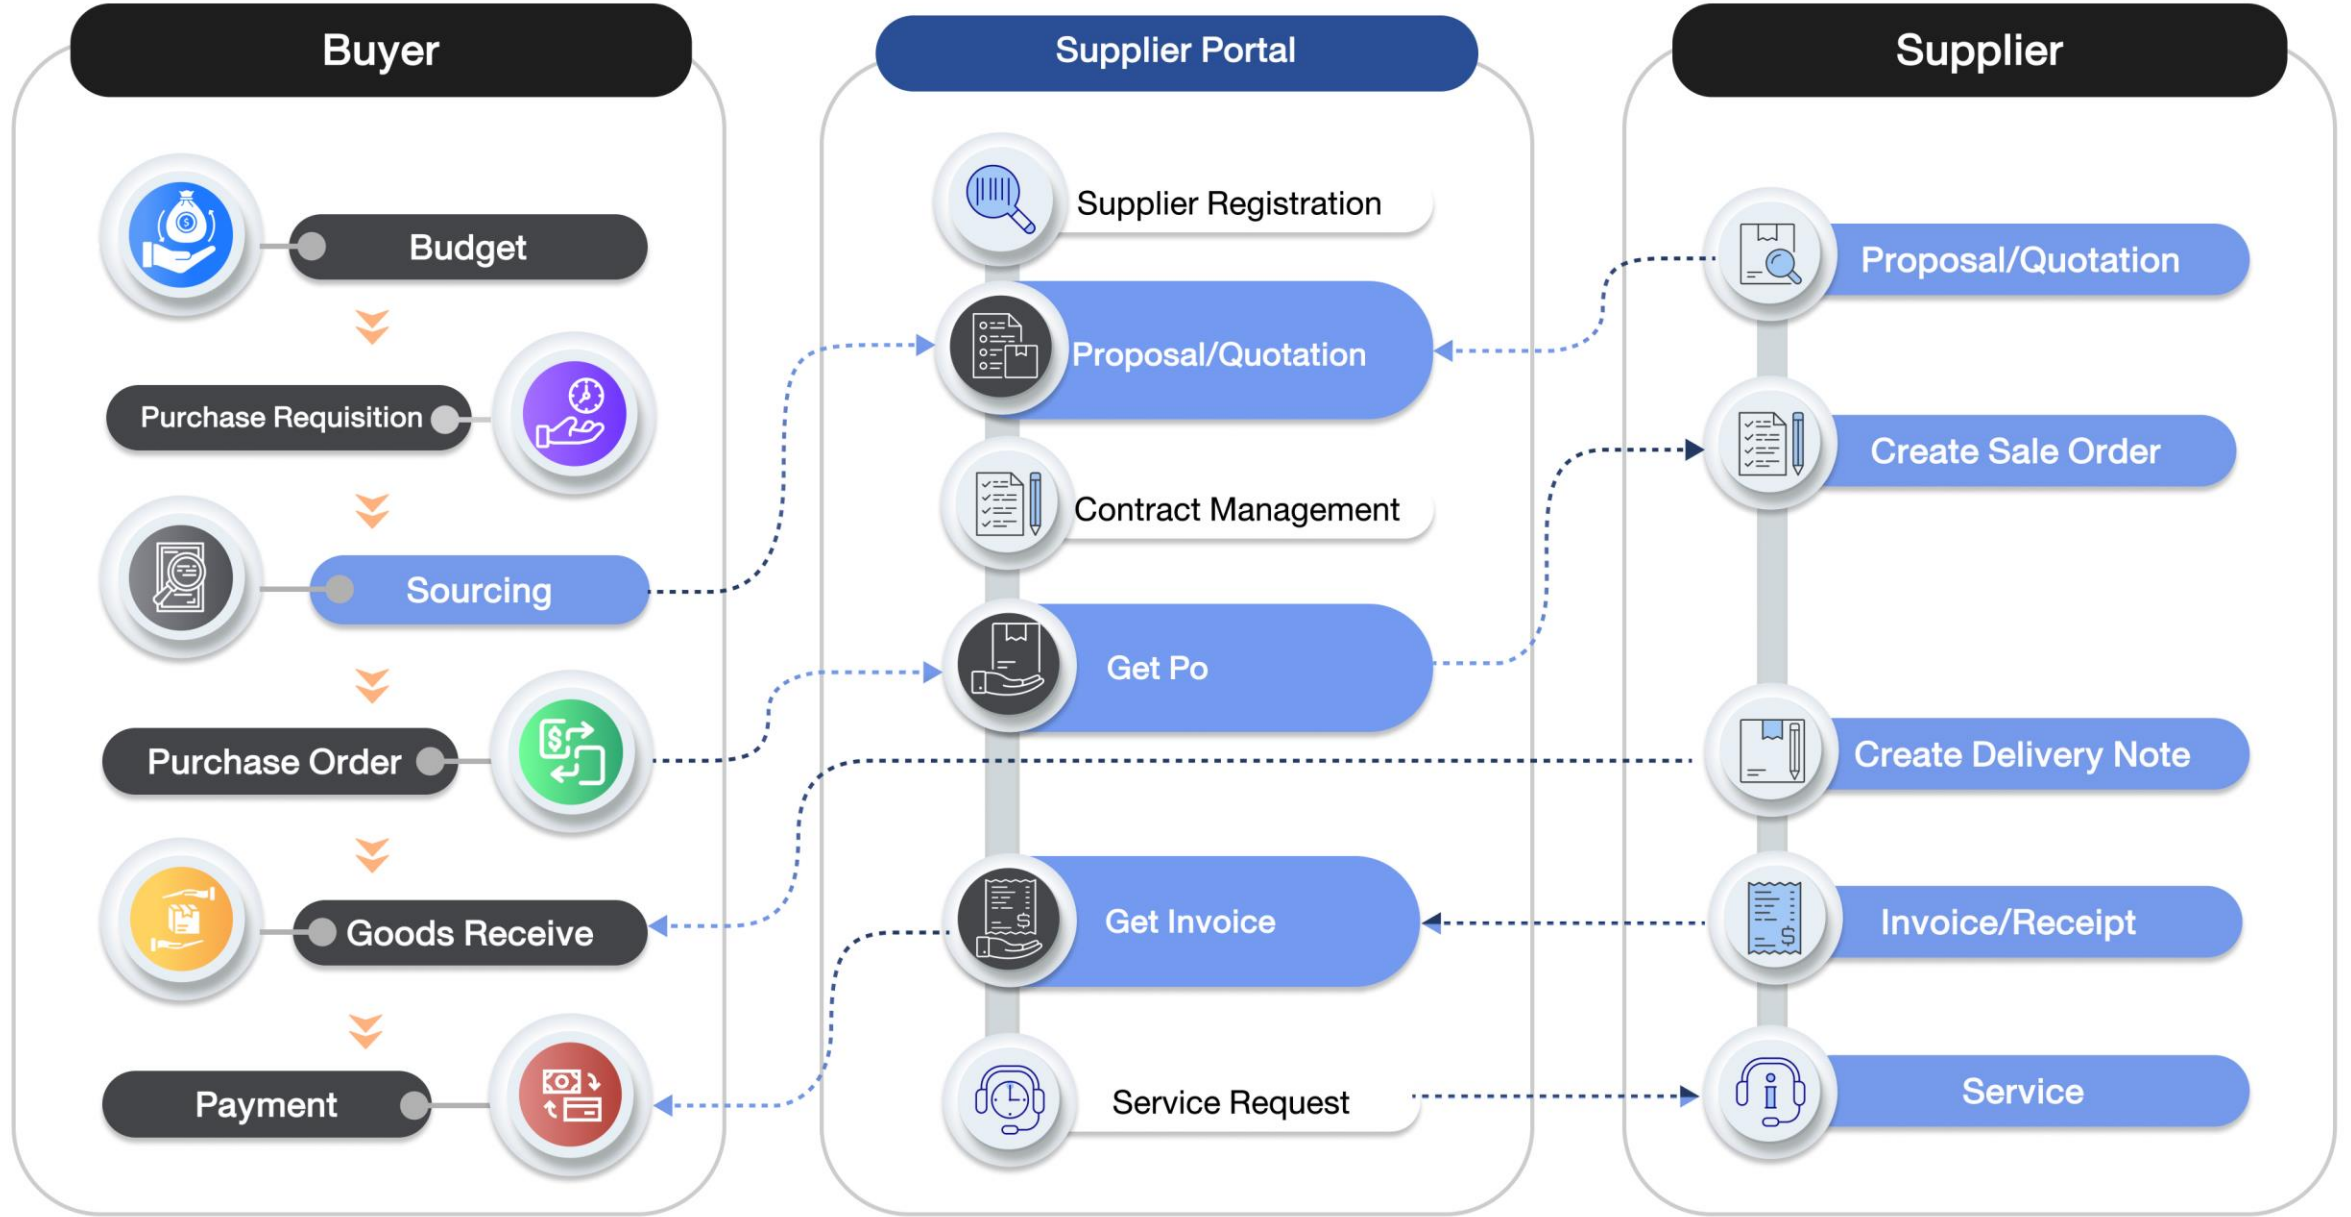 Buyer
Budget
Purchase Requisition
Sourcing
Purchase Order
Goods Receive
Payment
Supplier Portal
Supplier Registration
Proposal/Quotation
Contract Management
Get Po
Get Invoice
Service Request
Supplier
Proposal/Quotation
Create Sale Order
Create Delivery Note
Invoice/Receipt
Service